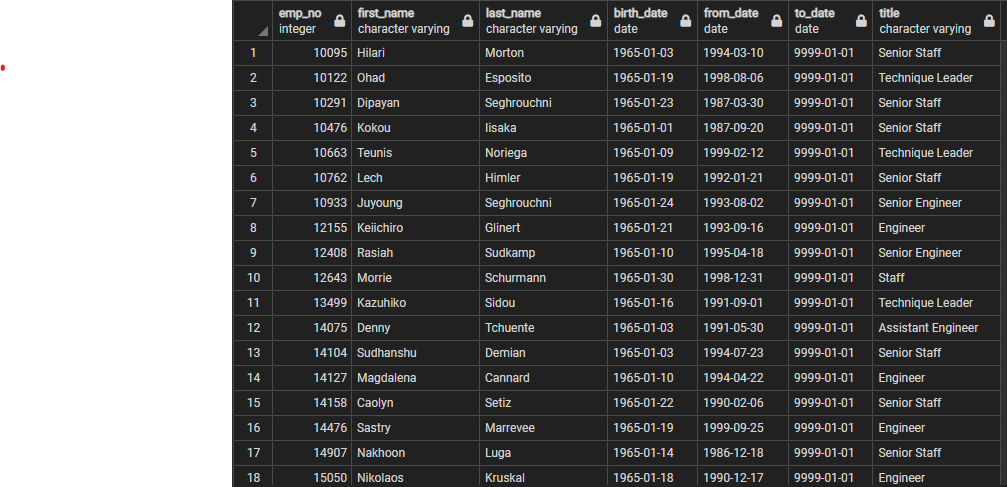 emp_no first_name last_name birth_date from_date to_date title
integer character varying character varying date date date character varying
1 10095 Hilari Morton 1965-01-03 1994-03-10 9999-01-01 Senior Staff
2 10122 Ohad Esposito 1965-01-19 1998-08-06 9999-01-01 Technique Leader
3 10291 Dipayan Seghrouchni 1965-01-23 1987-03-30 9999-01-01 Senior Staff
4 10476 Kokou Iisaka 1965-01-01 1987-09-20 9999-01-01 Senior Staff
5 10663 Teunis Noriega 1965-01-09 1999-02-12 9999-01-01 Technique Leader
6 10762 Lech Himler 1965-01-19 1992-01-21 9999-01-01 Senior Staff
7 10933 Juyoung Seghrouchni 1965-01-24 1993-08-02 9999-01-01 Senior Engineer
8 12155 Keiichiro Glinert 1965-01-21 1993-09-16 9999-01-01 Engineer
9 12408 Rasiah Sudkamp 1965-01-10 1995-04-18 9999-01-01 Senior Engineer
10 12643 Morrie Schurmann 1965-01-30 1998-12-31 9999-01-01 Staff
11 13499 Kazuhiko Sidou 1965-01-16 1991-09-01 9999-01-01 Technique Leader
12 14075 Denny Tchuente 1965-01-03 1991-05-30 9999-01-01 Assistant Engineer
13 14104 Sudhanshu Demian 1965-01-03 1994-07-23 9999-01-01 Senior Staff
14 14127 Magdalena Cannard 1965-01-10 1994-04-22 9999-01-01 Engineer
15 14158 Caolyn Setiz 1965-01-22 1990-02-06 9999-01-01 Senior Staff
16 14476 Sastry Marrevee 1965-01-19 1999-09-25 9999-01-01 Engineer
17 14907 Nakhoon Luga 1965-01-14 1986-12-18 9999-01-01 Senior Staff
18 15050 Nikolaos Kruskal 1965-01-18 1990-12-17 9999-01-01 Engineer